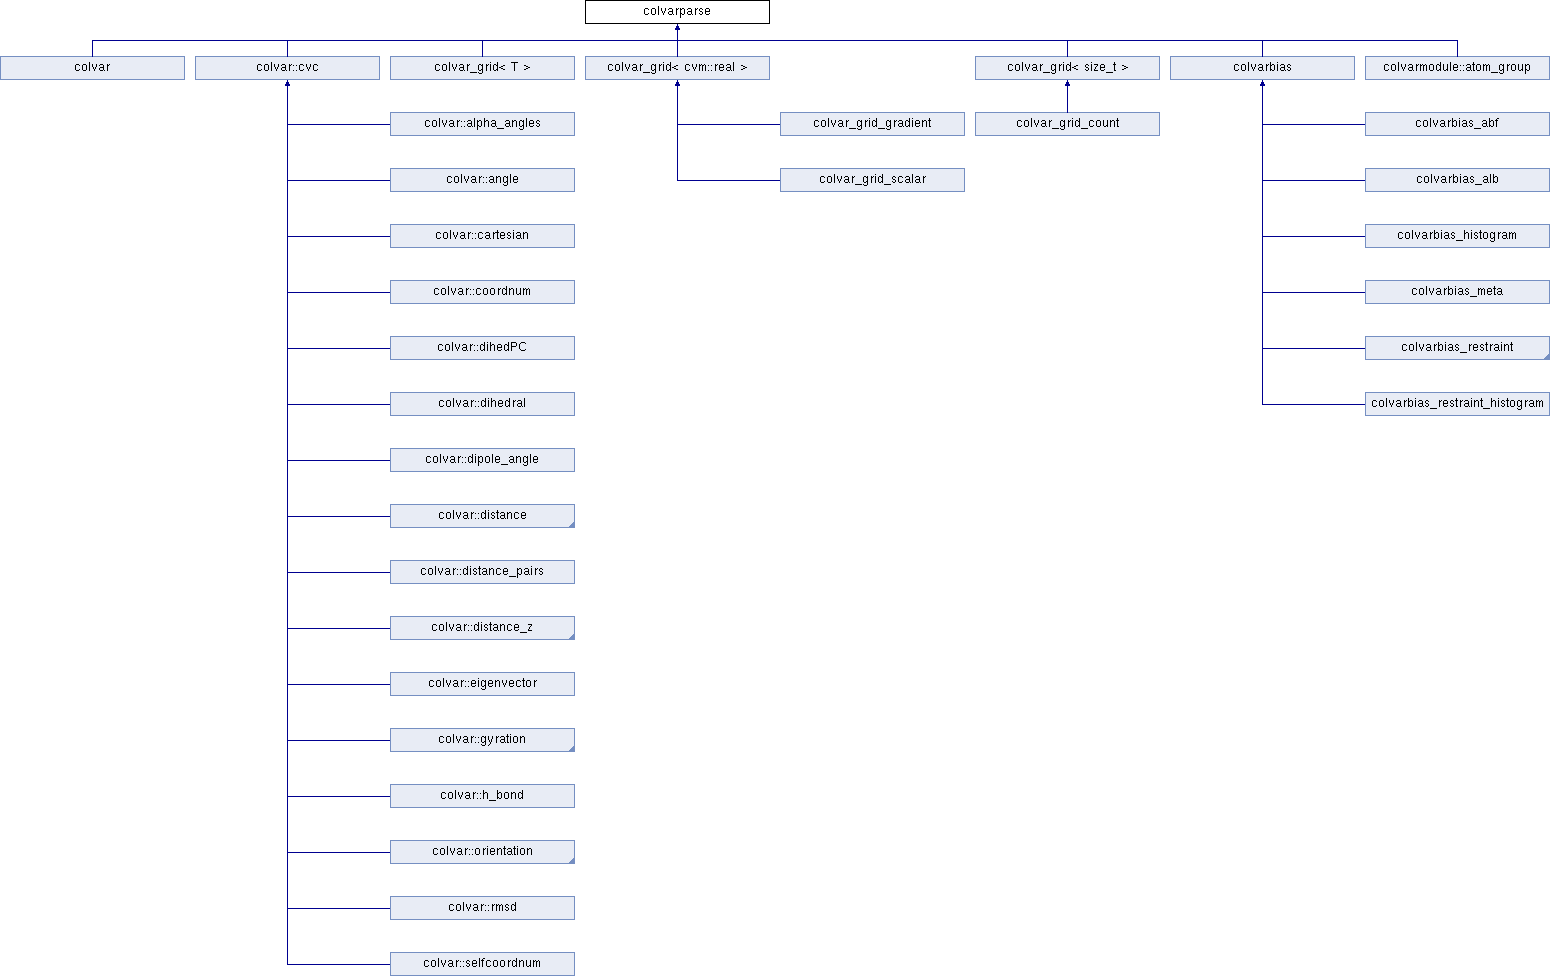 colvarparse
colvar
colvar::cvc
colvar_grid< T >
colvar_grid< cvm::real >
colvar_grid< size_t >
colvarbias
colvarmodule::atom_group
colvar::alpha_angles
colvar_grid_gradient
colvar_grid_count
colvarbias_abf
colvar::angle
colvar_grid_scalar
colvarbias_alb
colvar::cartesian
colvarbias_histogram
colvar::coordnum
colvarbias_meta
colvar::dihedPC
colvarbias_restraint
colvar::dihedral
colvarbias_restraint_histogram
colvar::dipole_angle
colvar::distance
colvar::distance_pairs
colvar::distance_z
colvar::eigenvector
colvar::gyration
colvar::h_bond
colvar::orientation
colvar::rmsd
colvar::selfcoordnum